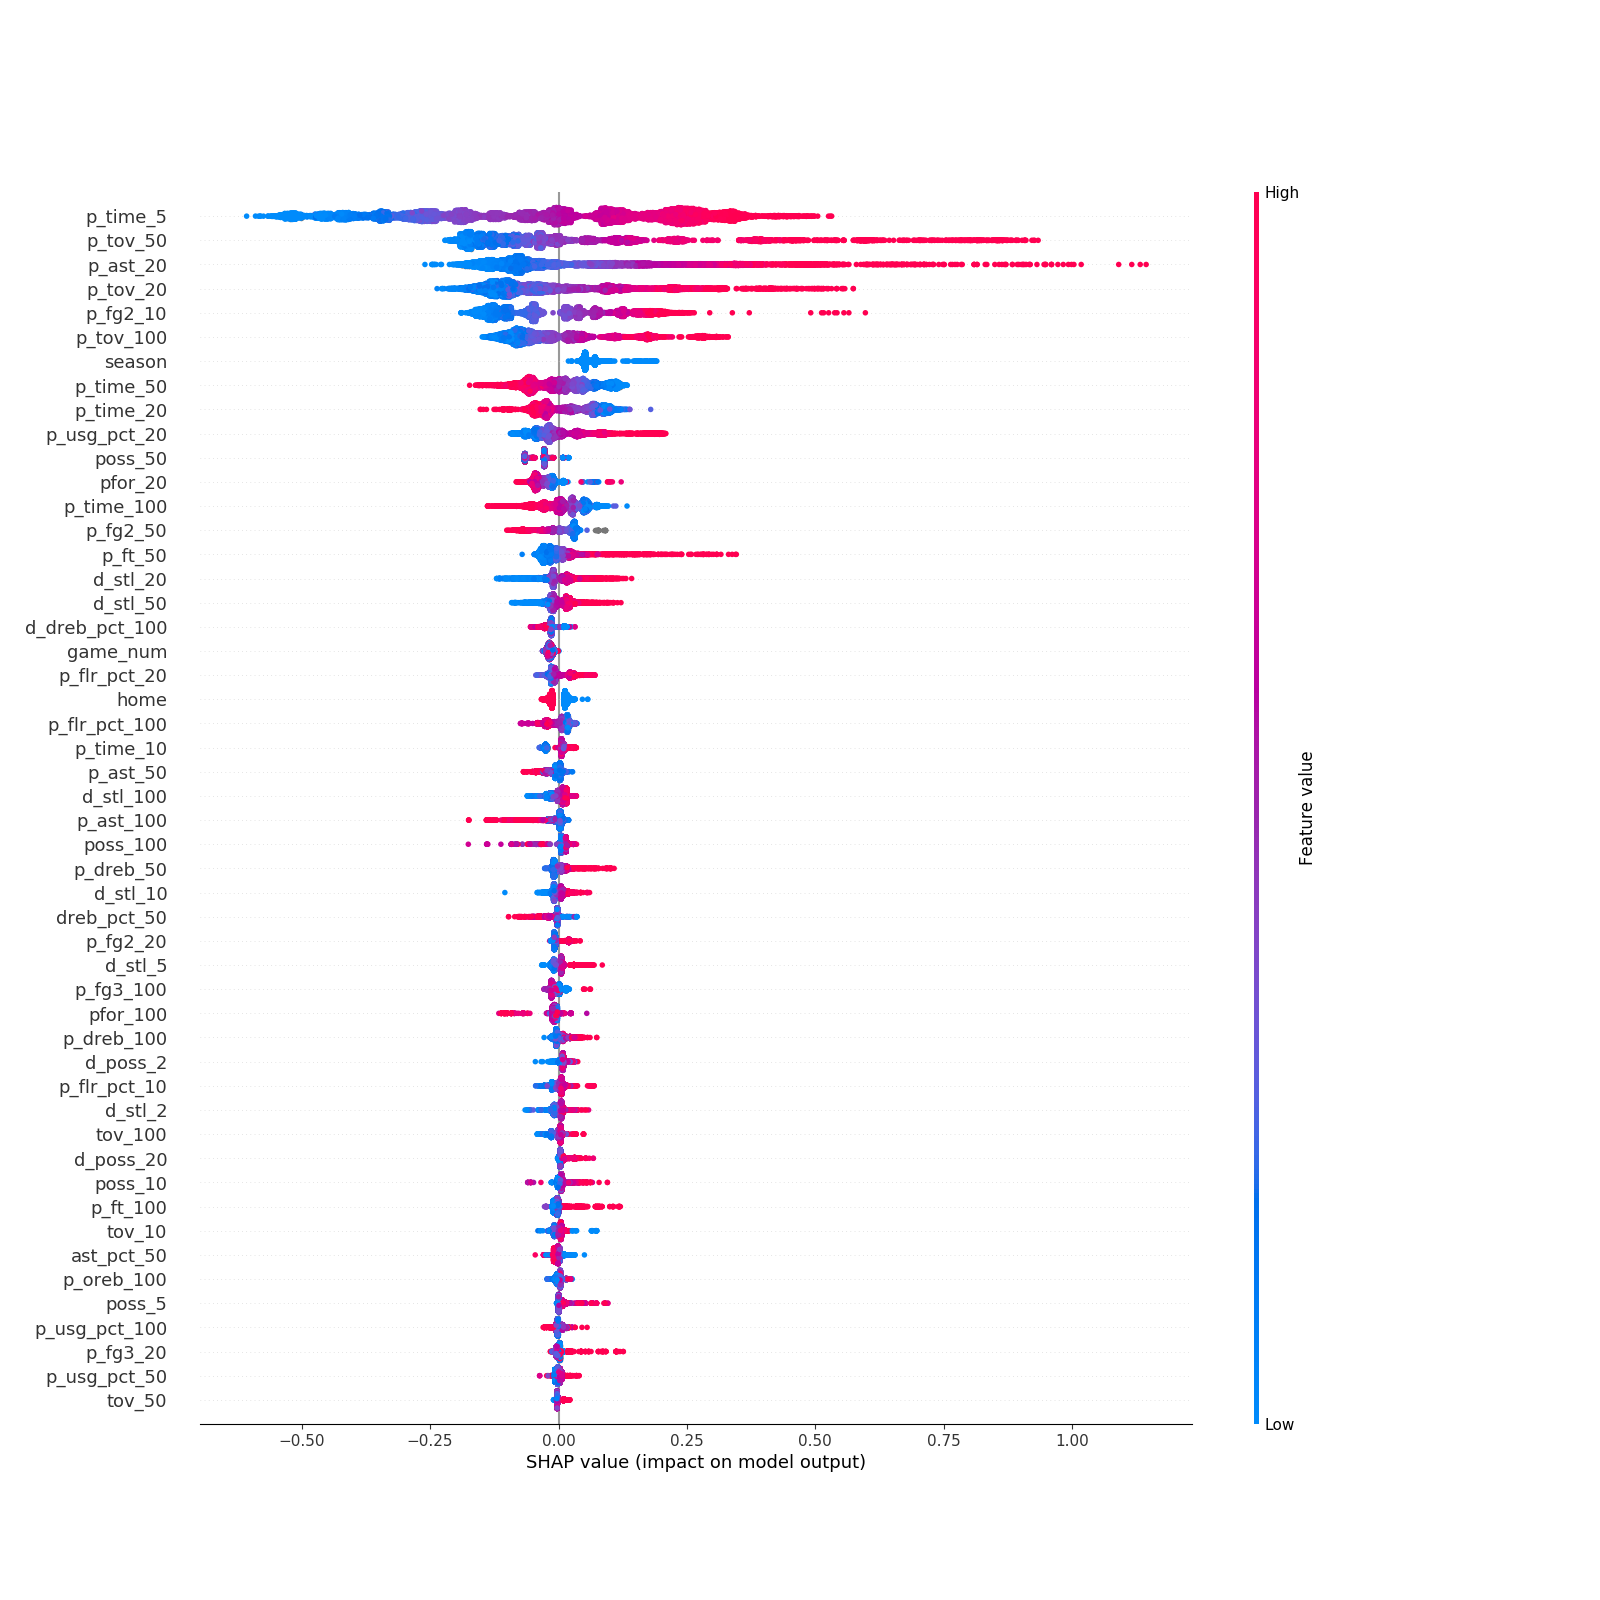 High
p_time_5
p_tov_50
p_ast_20
p_tov_20
p_fg2_10
p_tov_100
season
p_time_50
p_time_20
p_usg_pct_20
poss_50
pfor_20
p_time_100
p_fg2_50
p_ft_50
d_stl_20
d_stl_50
d_dreb_pct_100
game_num
p_flr_pct_20
home
p_flr_pct_100
p_time_10
p_ast_50
d_stl_100
p_ast_100
poss_100
p_dreb_50
d_stl_10
dreb_pct_50
p_fg2_20
d_stl_5
p_fg3_100
pfor_100
p_dreb_100
d_poss_2
p_flr_pct_10
d_stl_2
tov_100
d_poss_20
poss_10
p_ft_100
tov_10
ast_pct_50
p_oreb_100
poss_5
p_usg_pct_100
p_fg3_20
p_usg_pct_50
tov_50
Feature value
Low
−0.50 −0.25 0.00 0.25 0.50 0.75 1.00
SHAP value (impact on model output)